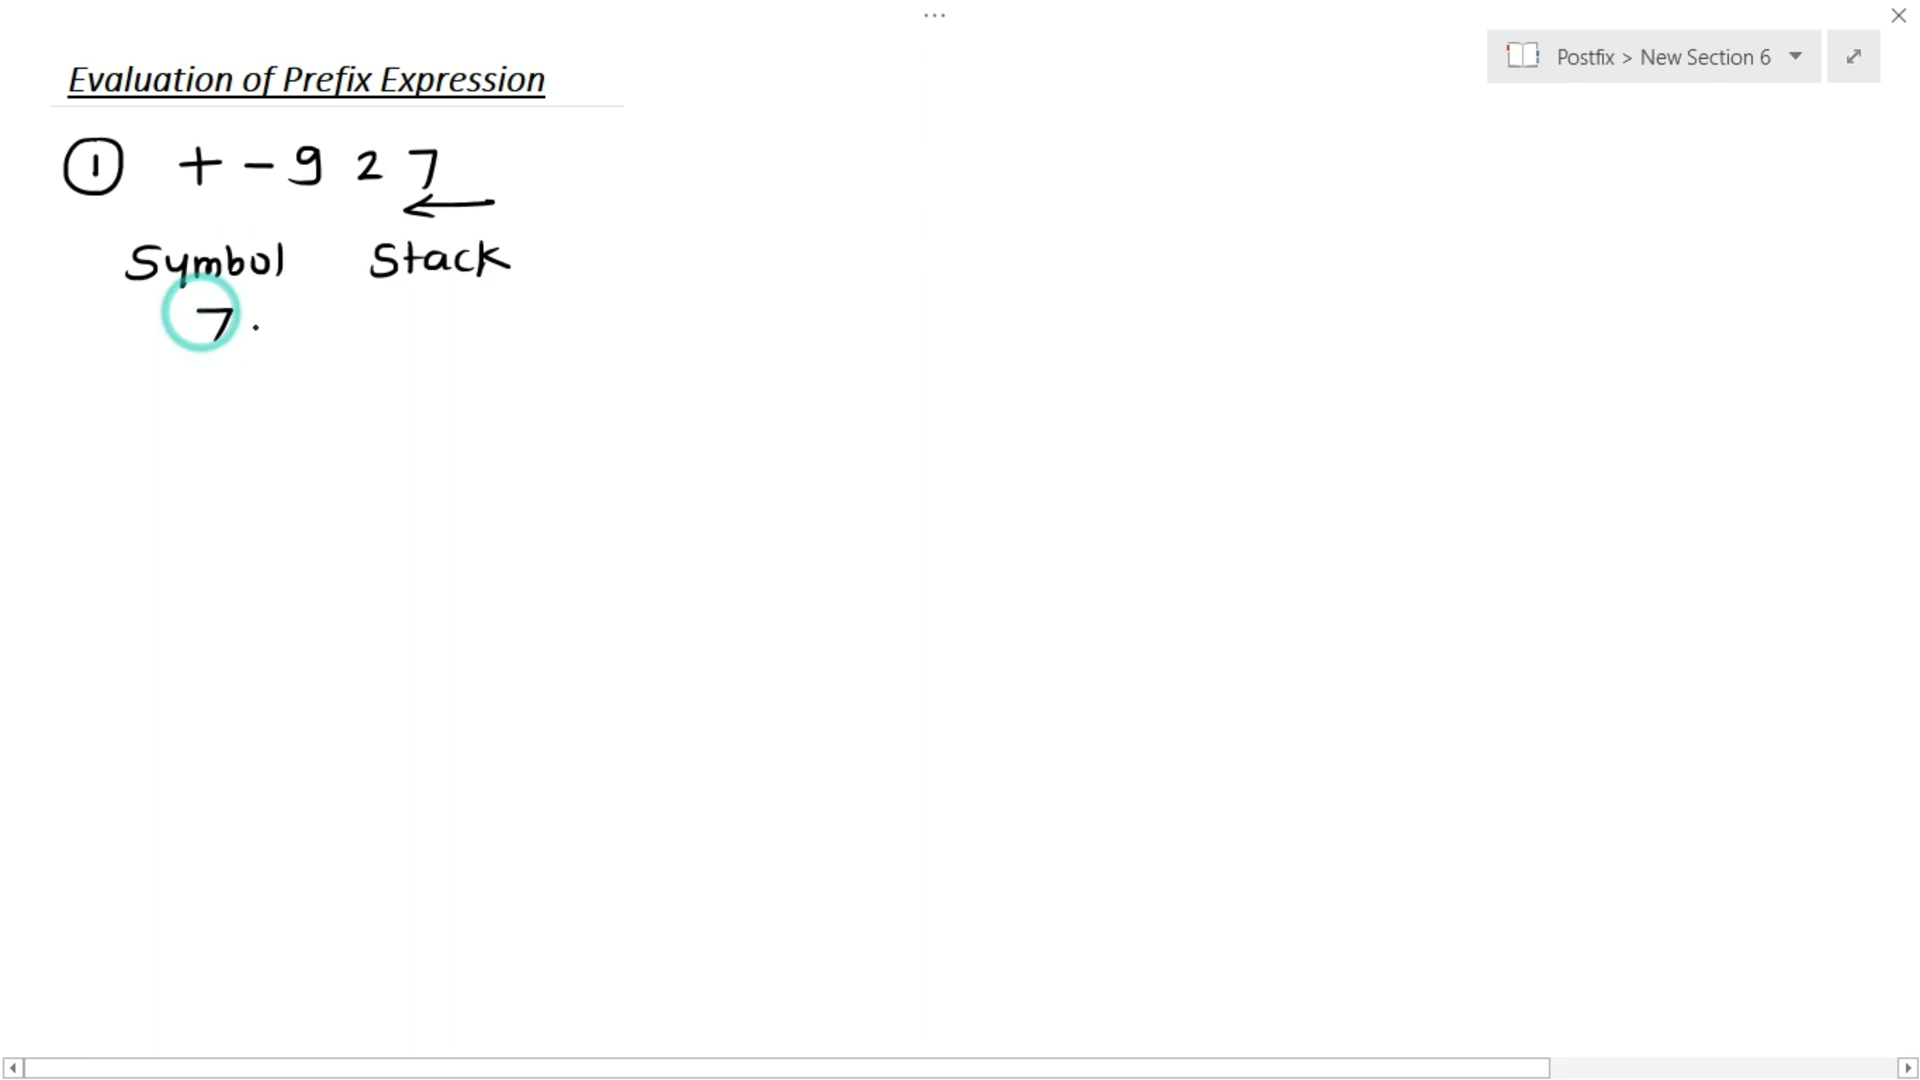 ...
Postfix > New Section 6
Evaluation of Prefix Expression
① + - 9 2 7
Symbol Stack
7 .